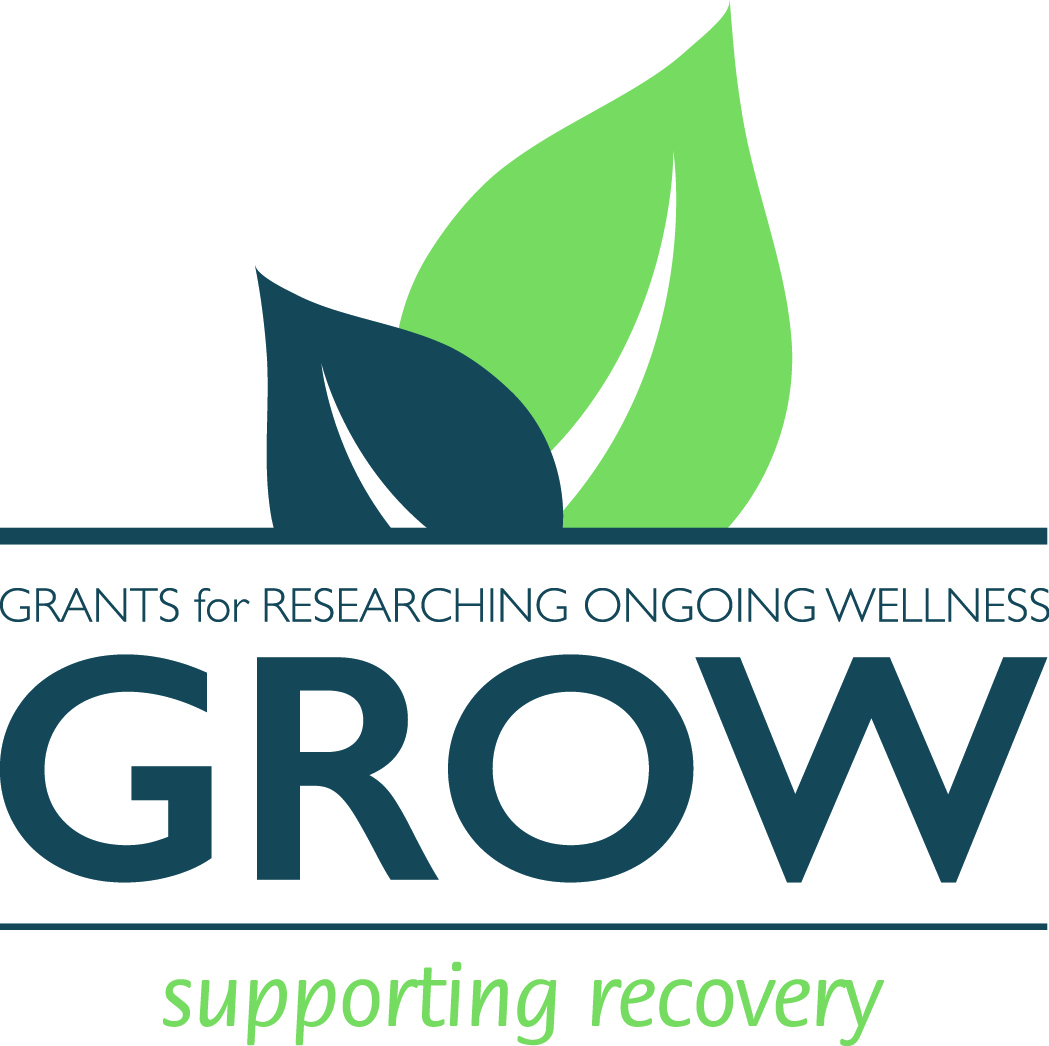 GRANTS for RESEARCHING ONGOING WELLNESS
GROW
supporting recovery